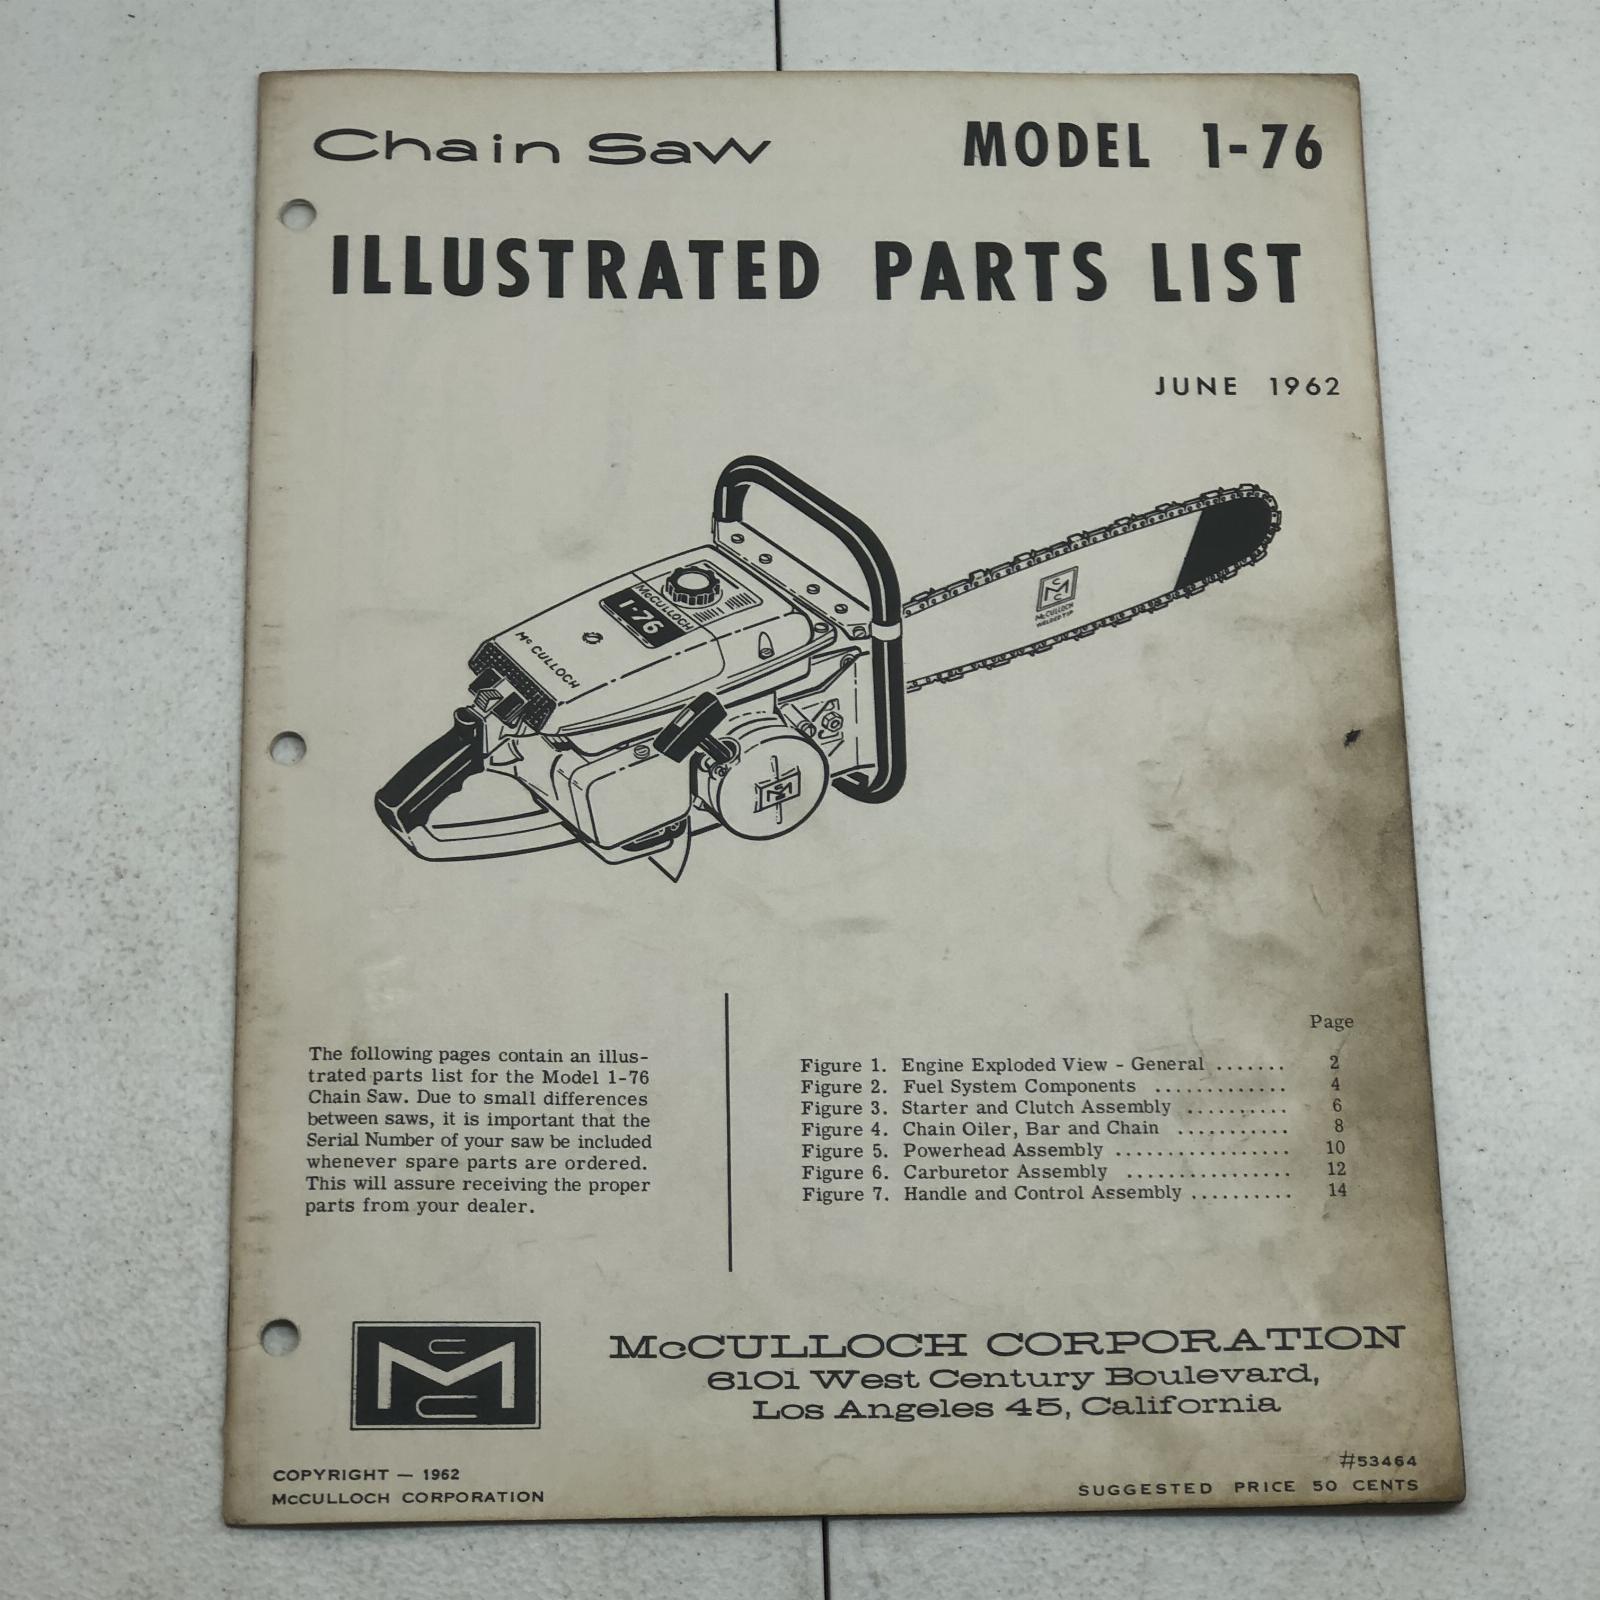 Chain Saw MODEL 1-76
ILLUSTRATED PARTS LIST
JUNE 1962
McCULLOCH
1-76
McCULLOCH
McCULLOCH
WELDED TIP
The following pages contain an illus-
trated parts list for the Model 1-76
Chain Saw. Due to small differences
between saws, it is important that the
Serial Number of your saw be included
whenever spare parts are ordered.
This will assure receiving the proper
parts from your dealer.
Page
Figure 1. Engine Exploded View - General ....... 2
Figure 2. Fuel System Components ............. 4
Figure 3. Starter and Clutch Assembly .......... 6
Figure 4. Chain Oiler, Bar and Chain ........... 8
Figure 5. Powerhead Assembly ................. 10
Figure 6. Carburetor Assembly ................ 12
Figure 7. Handle and Control Assembly .......... 14
McCULLOCH CORPORATION
6101 West Century Boulevard,
Los Angeles 45, California
#53464
SUGGESTED PRICE 50 CENTS
COPYRIGHT — 1962
McCULLOCH CORPORATION